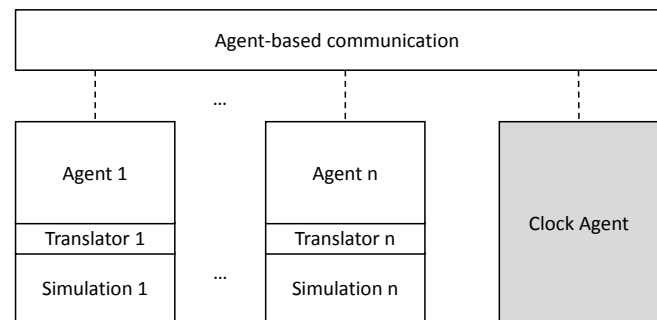 Agent-based communication
...
Agent 1
Agent n
Clock Agent
Translator 1
Translator n
...
Simulation 1
Simulation n